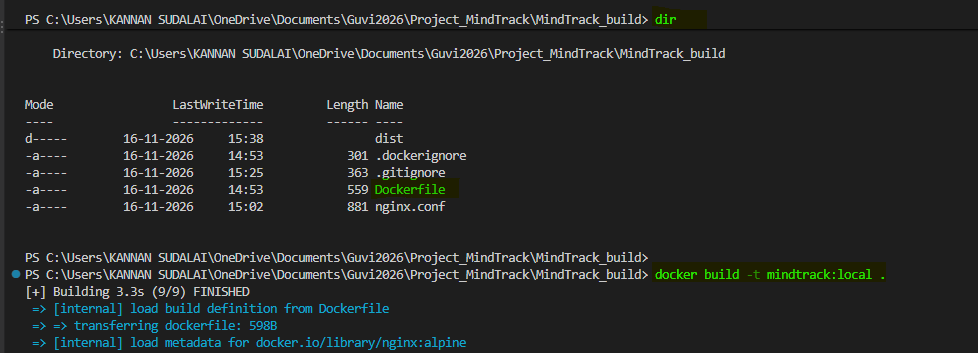 PS C:\Users\KANNAN SUDALAI\OneDrive\Documents\Guvi2026\Project_MindTrack\MindTrack_build> dir
Directory: C:\Users\KANNAN SUDALAI\OneDrive\Documents\Guvi2026\Project_MindTrack\MindTrack_build
Mode LastWriteTime Length Name
---- ------------- ------ ----
d----- 16-11-2026 15:38 dist
-a---- 16-11-2026 14:53 301 .dockerignore
-a---- 16-11-2026 15:25 363 .gitignore
-a---- 16-11-2026 14:53 559 Dockerfile
-a---- 16-11-2026 15:02 881 nginx.conf
PS C:\Users\KANNAN SUDALAI\OneDrive\Documents\Guvi2026\Project_MindTrack\MindTrack_build>
PS C:\Users\KANNAN SUDALAI\OneDrive\Documents\Guvi2026\Project_MindTrack\MindTrack_build> docker build -t mindtrack:local .
[+] Building 3.3s (9/9) FINISHED
=> [internal] load build definition from Dockerfile
=> => transferring dockerfile: 598B
=> [internal] load metadata for docker.io/library/nginx:alpine